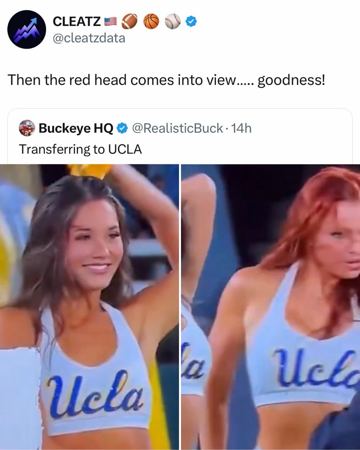 CLEATZ 🇺🇸 🏈 🏀 ⚾
@cleatzdata
Then the red head comes into view..... goodness!
Buckeye HQ @RealisticBuck · 14h
Transferring to UCLA
Ucla
la
Ucla